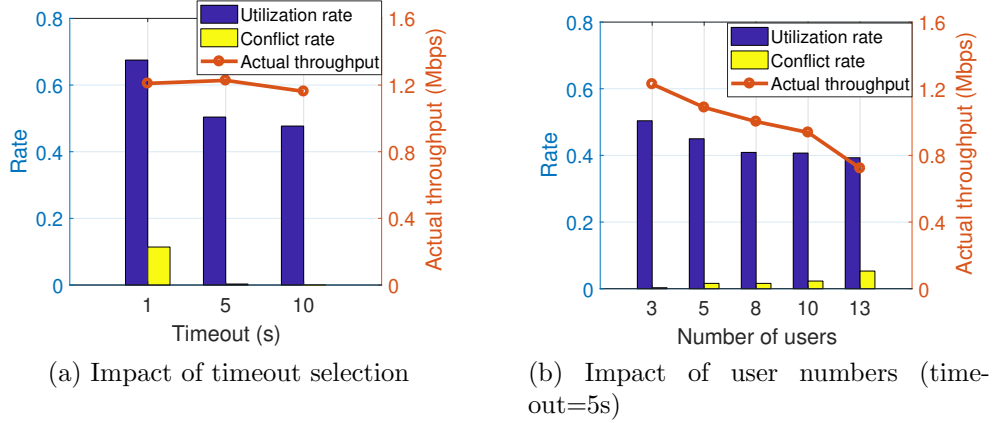 0.8
0.6
0.4
0.2
0
Rate
Utilization rate
Conflict rate
Actual throughput
1.6
1.2
0.8
0.4
0
Actual throughput (Mbps)
1 5 10
Timeout (s)
(a) Impact of timeout selection
0.8
0.6
0.4
0.2
0
Rate
Utilization rate
Conflict rate
Actual throughput
1.6
1.2
0.8
0.4
0
Actual throughput (Mbps)
3 5 8 10 13
Number of users
(b) Impact of user numbers (time-
out=5s)